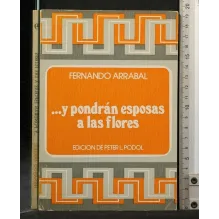 FERNANDO ARRABAL
...y pondrán esposas
a las flores
EDICION DE PETER L. PODOL